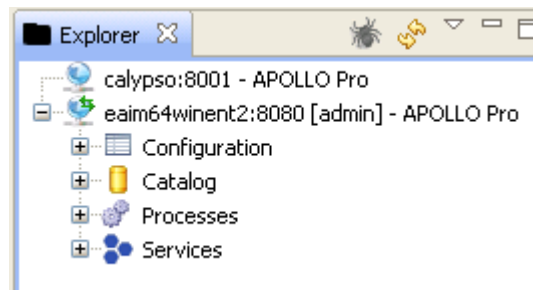 Explorer
calypso:8001 - APOLLO Pro
eaim64winent2:8080 [admin] - APOLLO Pro
Configuration
Catalog
Processes
Services